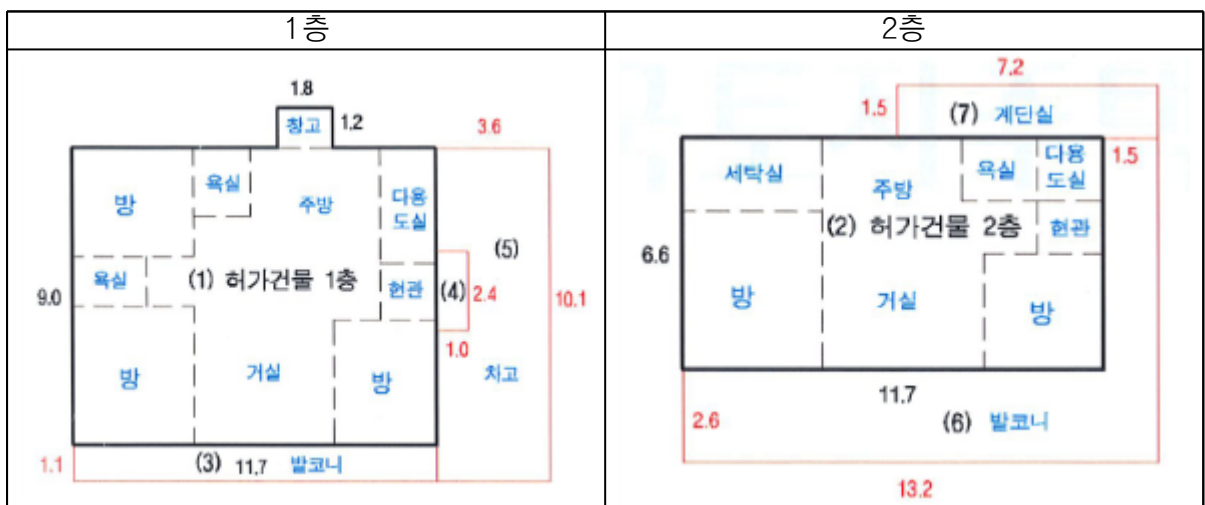 1층
2층
1.8
창고
1.2
3.6
방
욕실
주방
다용
도실
(5)
욕실
(1) 허가건물 1층
현관
(4)
2.4
9.0
10.1
1.0
방
거실
방
차고
1.1
(3)
11.7
발코니
7.2
1.5
(7) 계단실
세탁실
주방
욕실
다용
도실
1.5
(2) 허가건물 2층
현관
6.6
방
거실
방
11.7
2.6
(6) 발코니
13.2